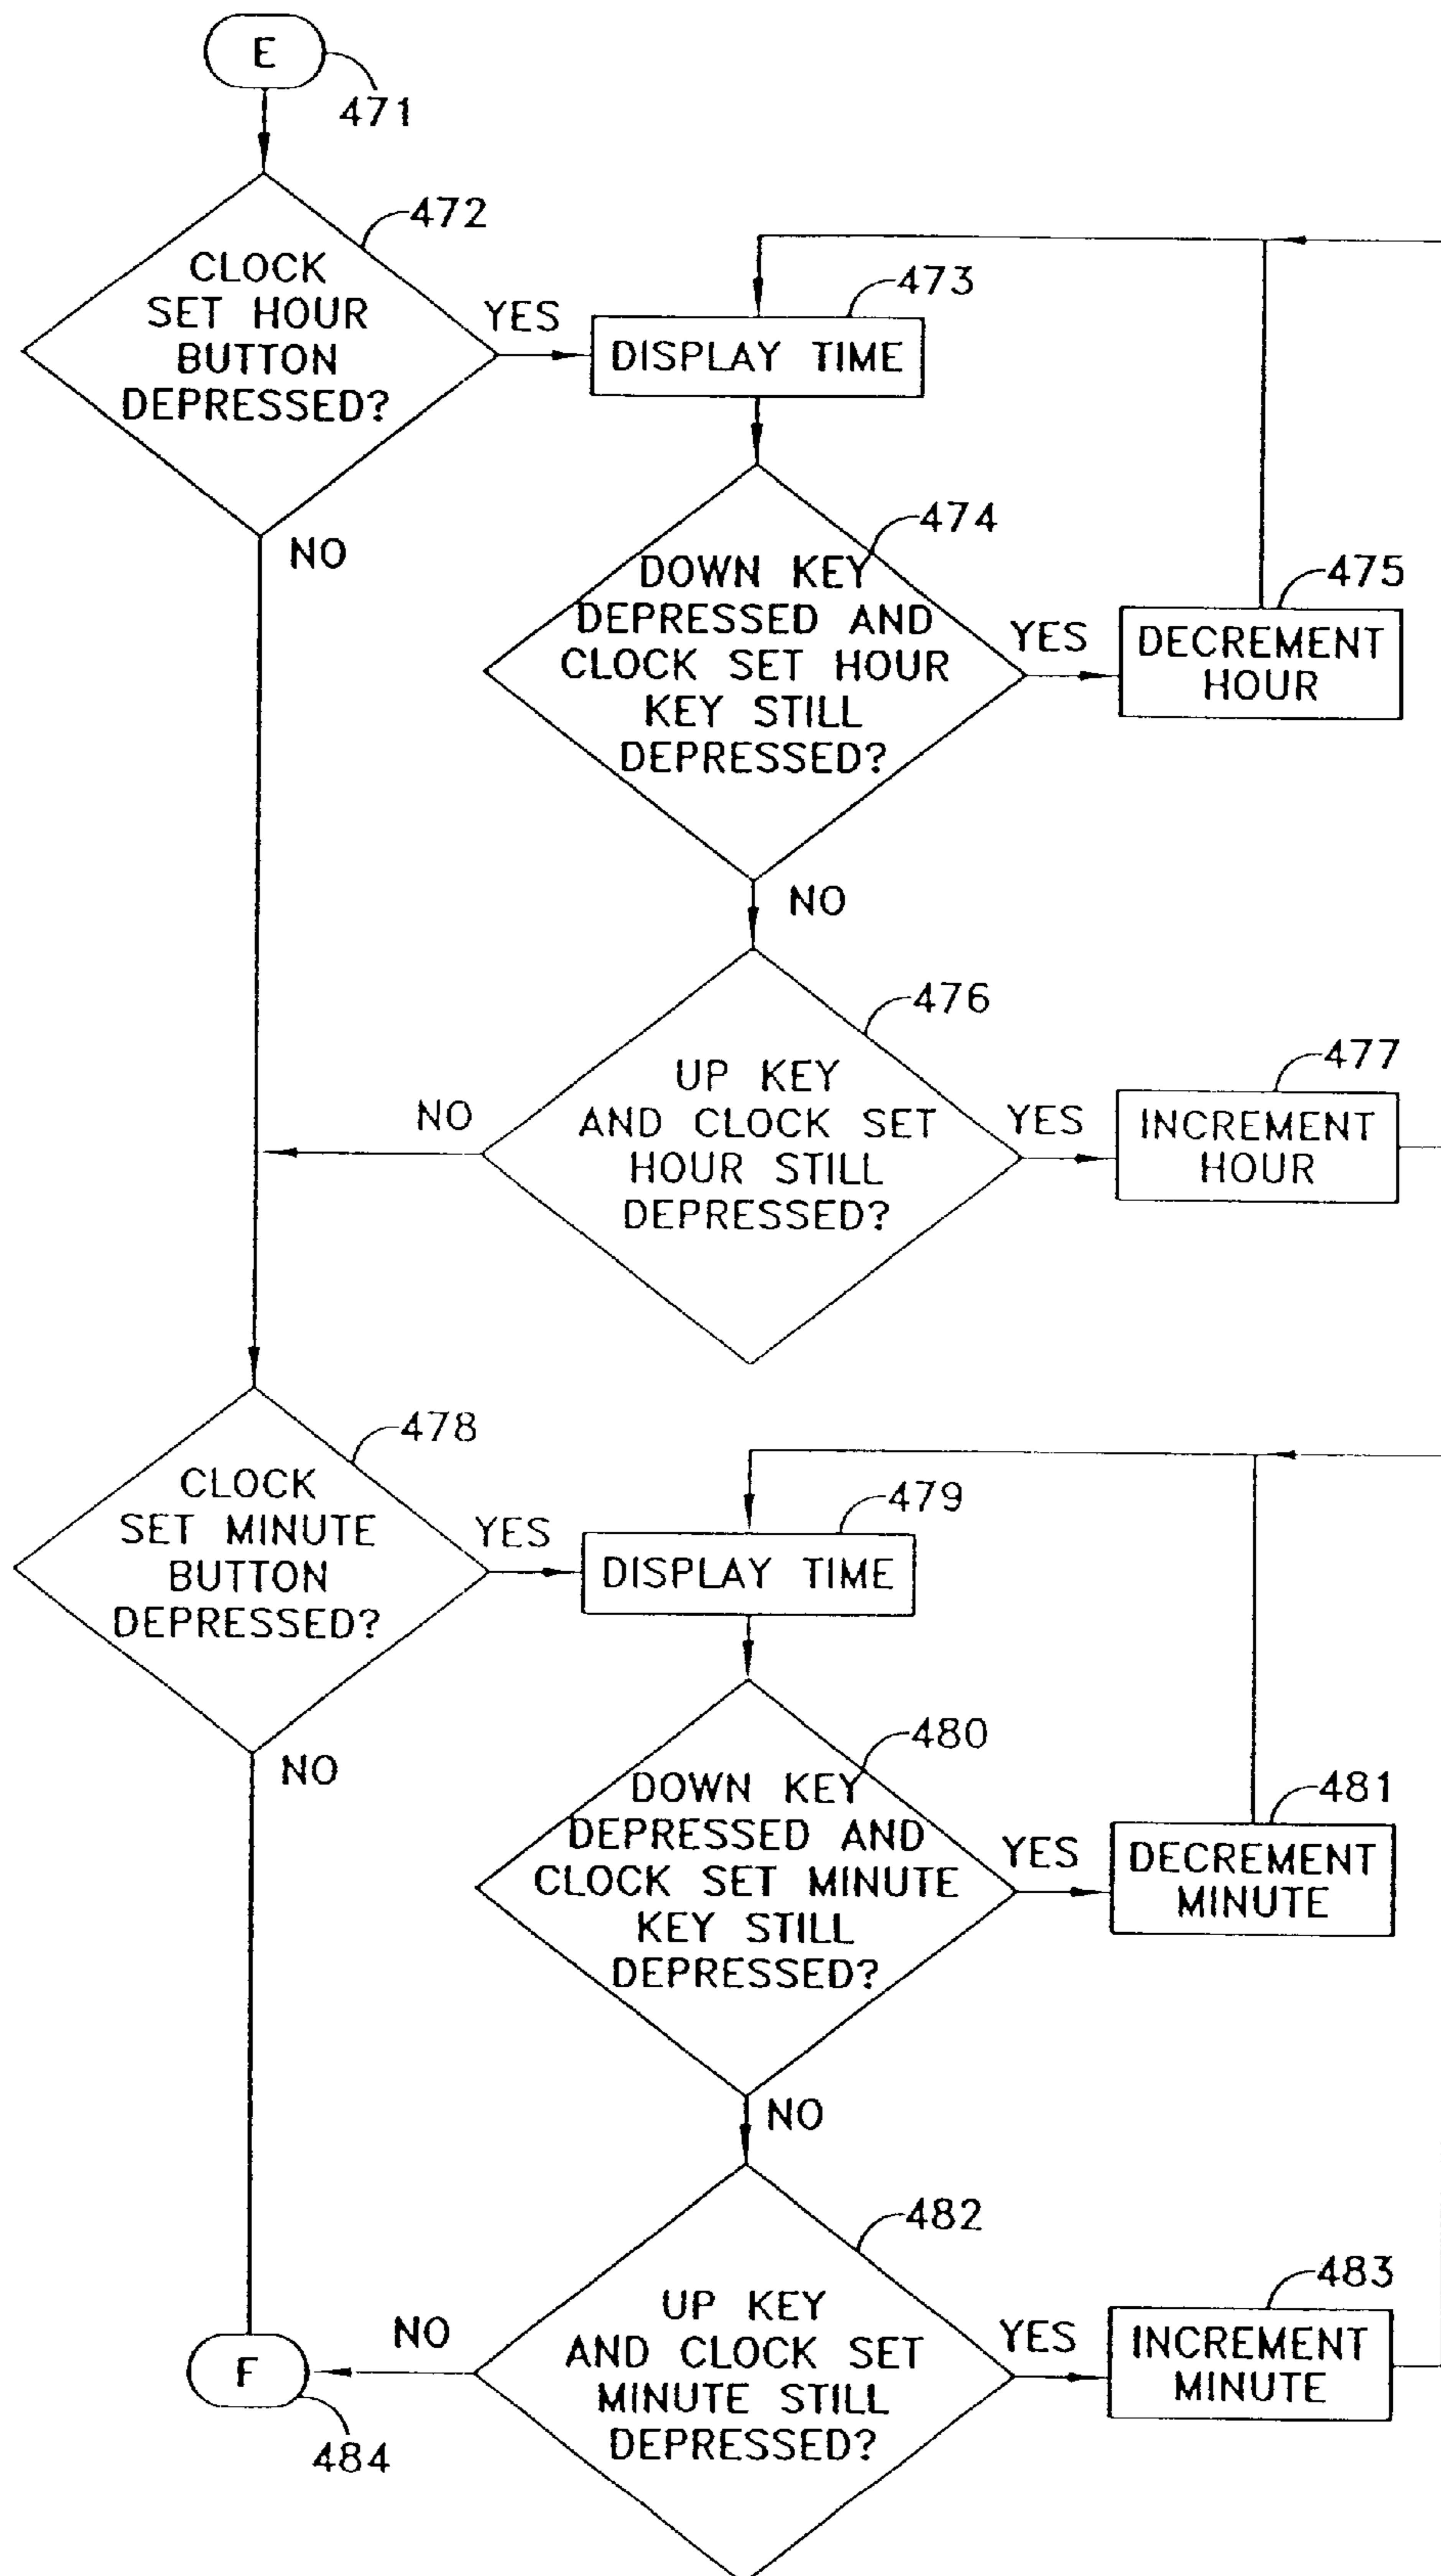 E
471
472
CLOCK
SET HOUR
BUTTON
DEPRESSED?
YES
NO
473
DISPLAY TIME
474
DOWN KEY
DEPRESSED AND
CLOCK SET HOUR
KEY STILL
DEPRESSED?
YES
475
DECREMENT
HOUR
NO
476
UP KEY
AND CLOCK SET
HOUR STILL
DEPRESSED?
NO
YES
477
INCREMENT
HOUR
478
CLOCK
SET MINUTE
BUTTON
DEPRESSED?
YES
NO
479
DISPLAY TIME
480
DOWN KEY
DEPRESSED AND
CLOCK SET MINUTE
KEY STILL
DEPRESSED?
YES
481
DECREMENT
MINUTE
NO
482
UP KEY
AND CLOCK SET
MINUTE STILL
DEPRESSED?
NO
YES
483
INCREMENT
MINUTE
F
484